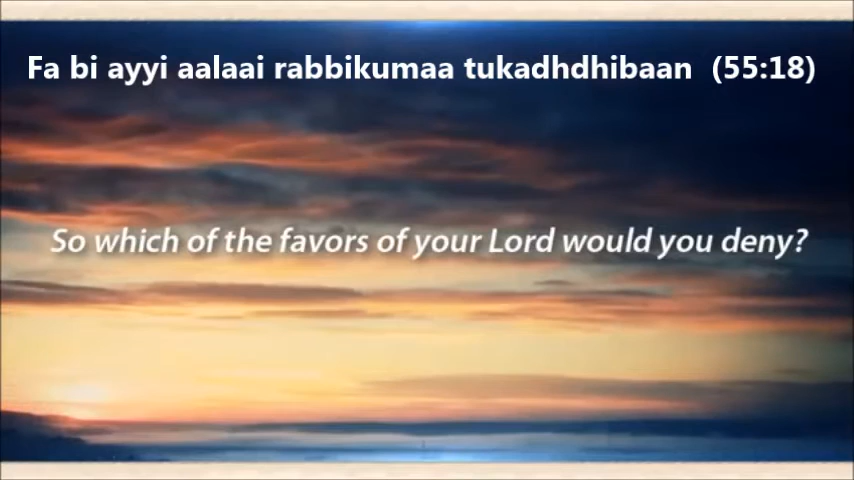 Fa bi ayyi aalaai rabbikumaa tukadhdhibaan (55:18)
So which of the favors of your Lord would you deny?